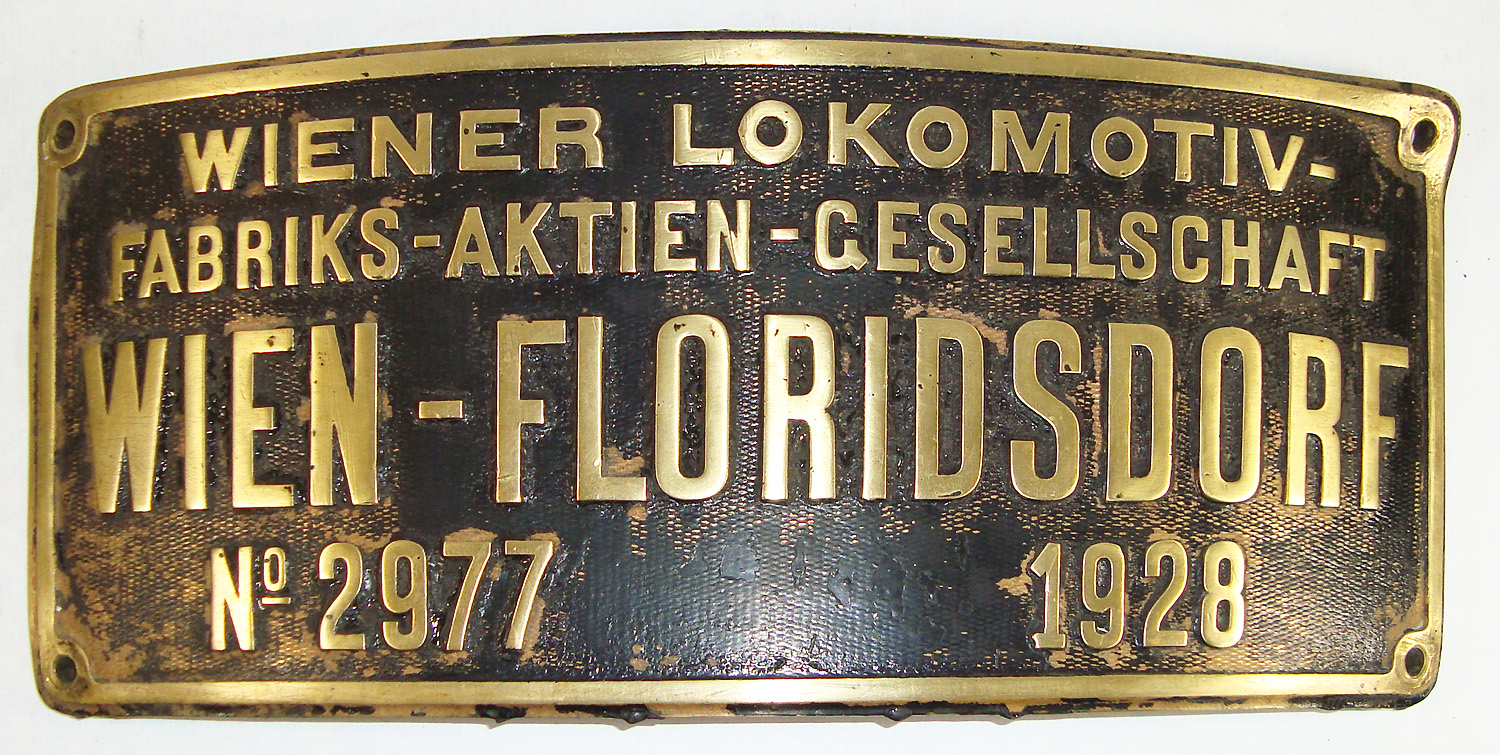 WIENER LOKOMOTIV-
FABRIKS-AKTIEN-GESELLSCHAFT
WIEN-FLORIDSDORF
Nº 2977 1928